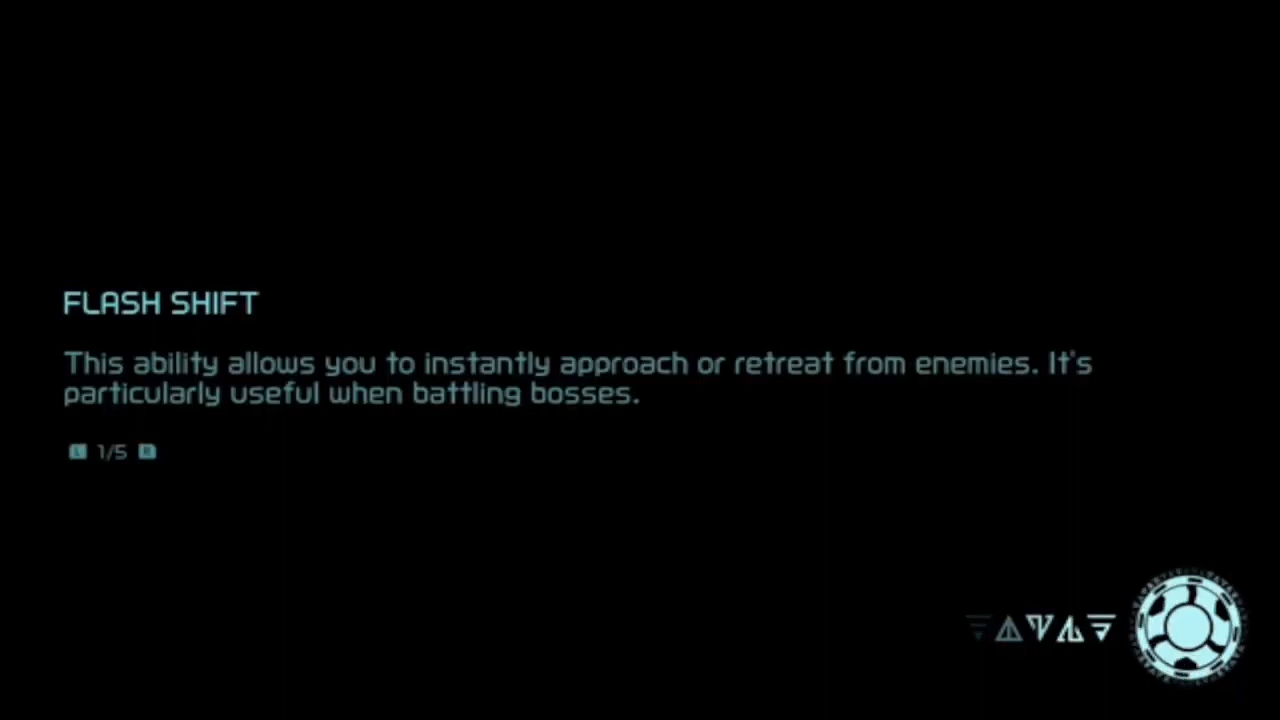 FLASH SHIFT
This ability allows you to instantly approach or retreat from enemies. It's
particularly useful when battling bosses.
L 1/5 R